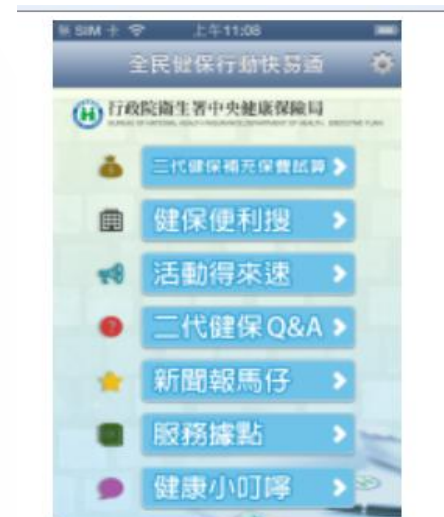 無 SIM 卡 上午11:08
全民健保行動快易通
行政院衛生署中央健康保險局
二代健保補充保費試算
健保便利搜
活動得來速
二代健保Q&A
新聞報馬仔
服務據點
健康小叮嚀